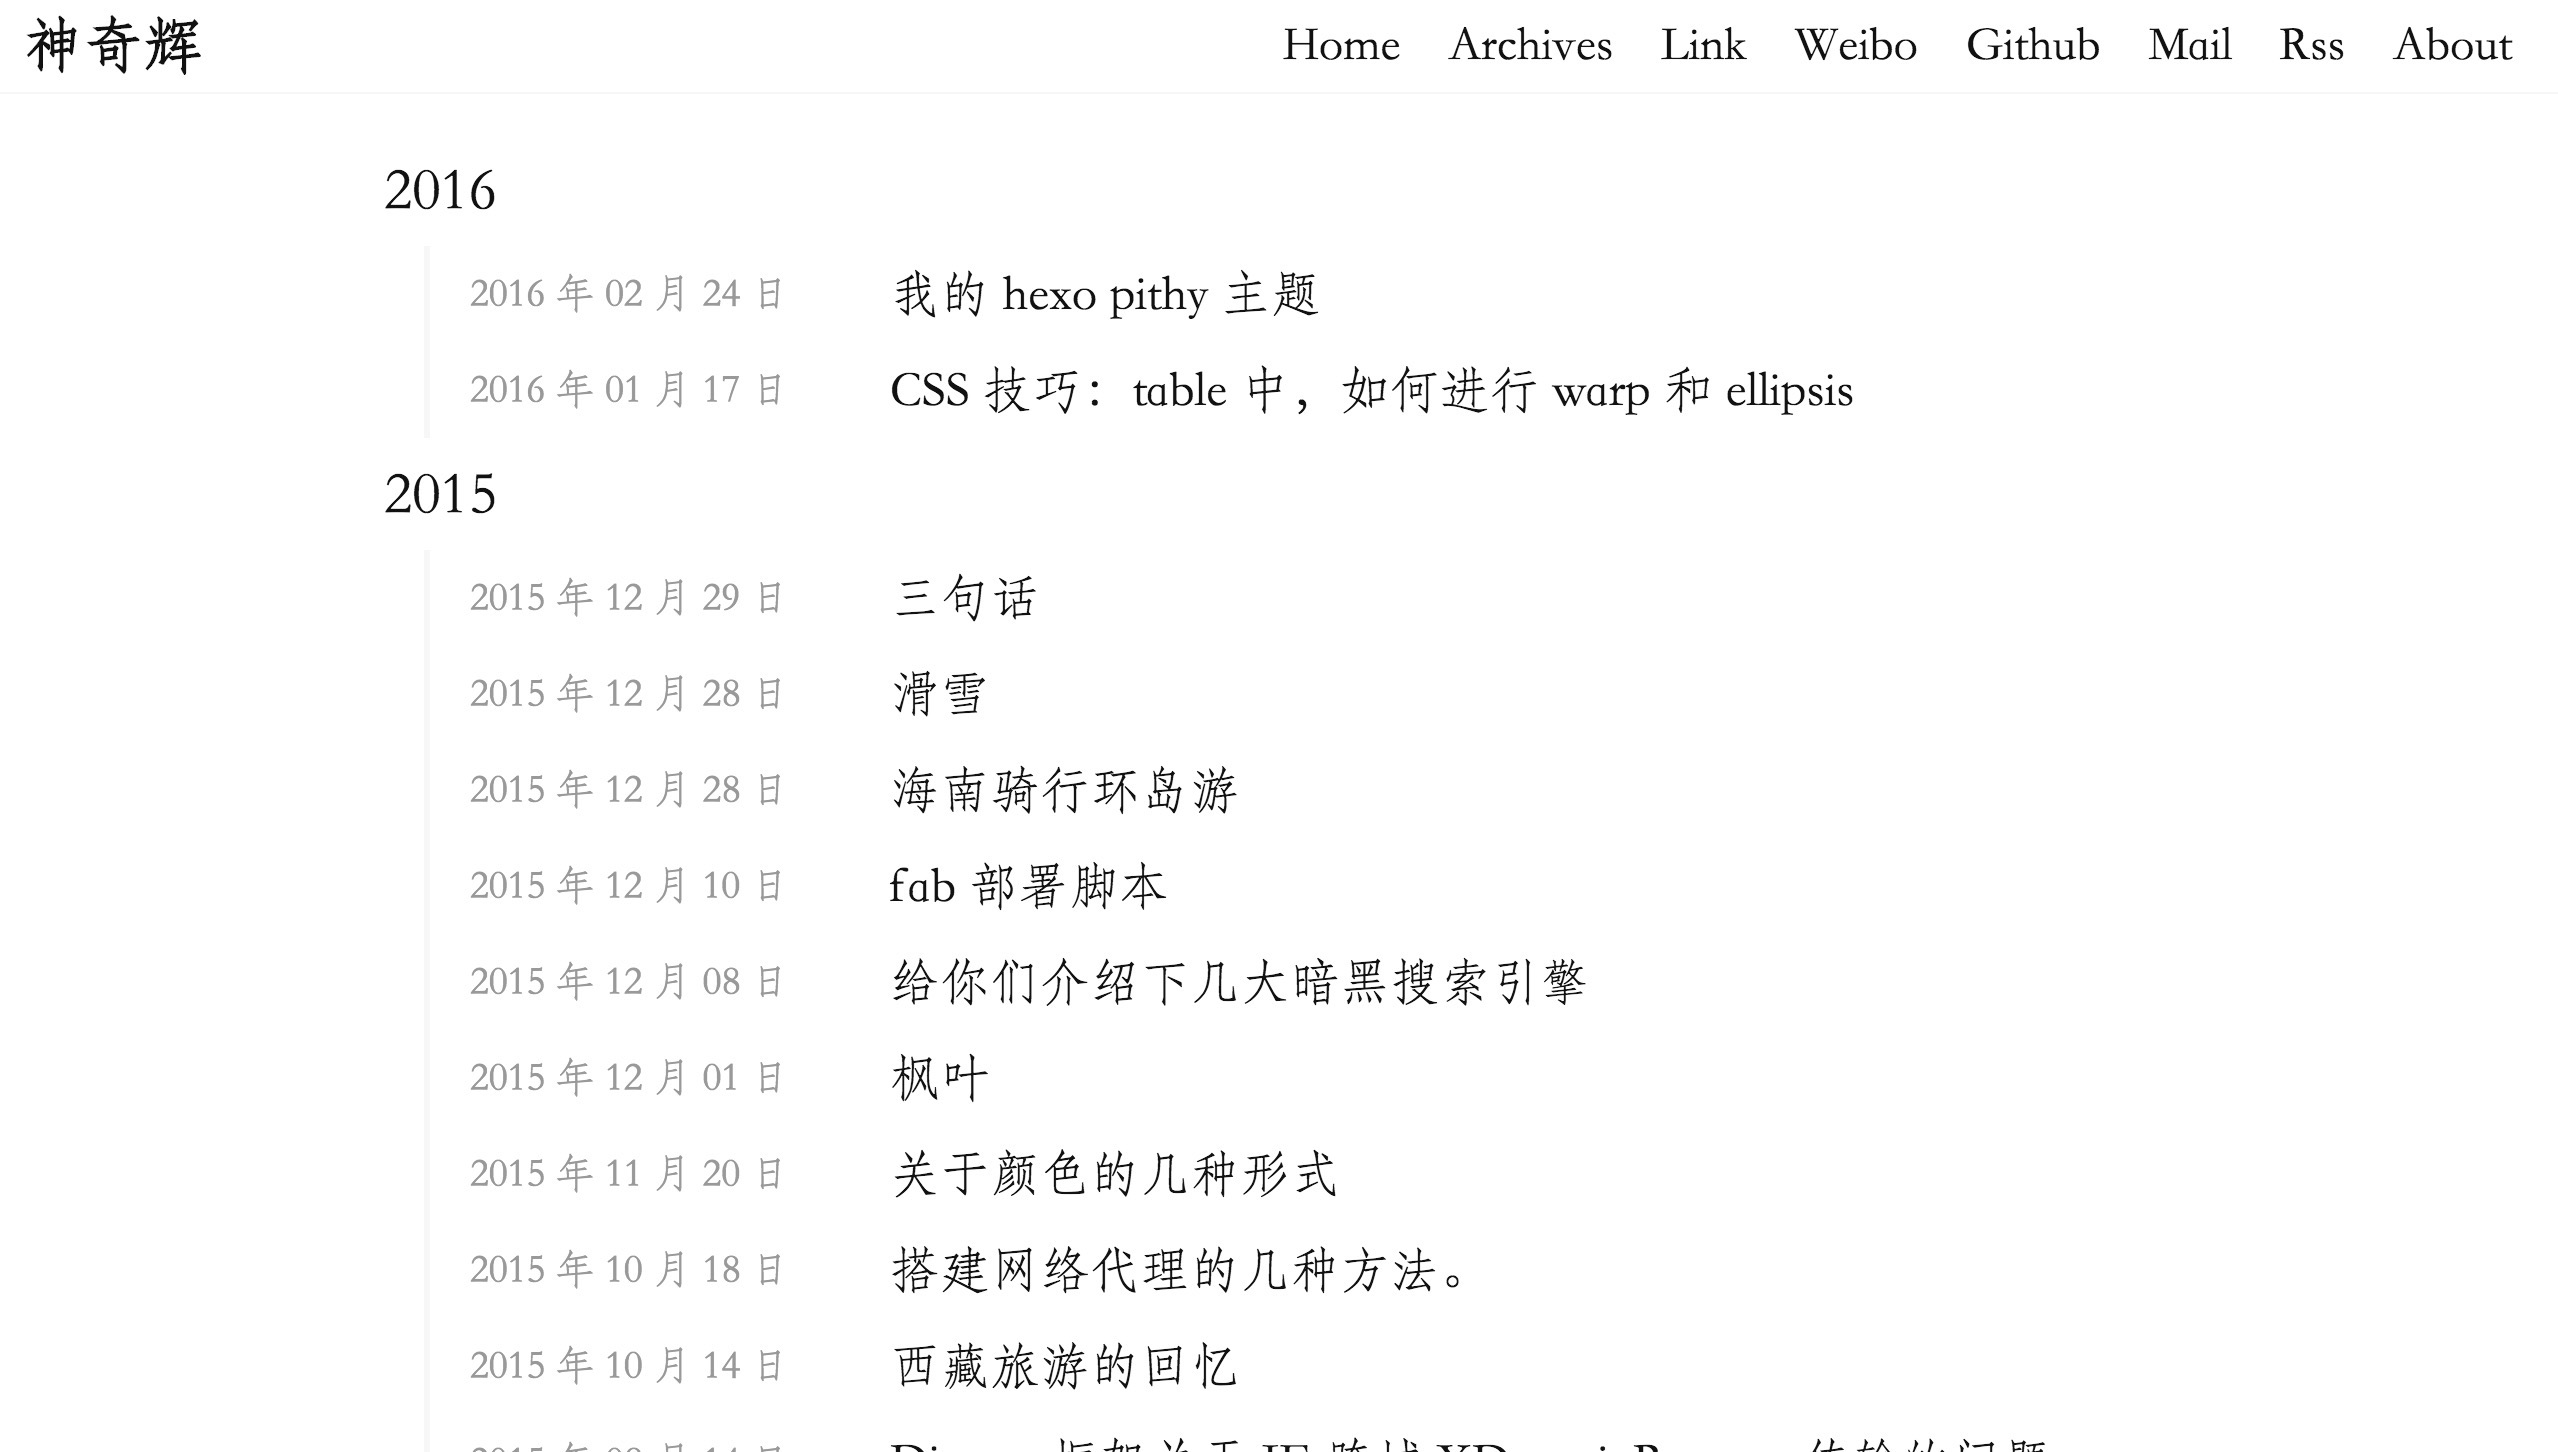 神奇辉
Home Archives Link Weibo Github Mail Rss About
2016
2016 年 02 月 24 日 我的 hexo pithy 主题
2016 年 01 月 17 日 CSS 技巧：table 中，如何进行 warp 和 ellipsis
2015
2015 年 12 月 29 日 三句话
2015 年 12 月 28 日 滑雪
2015 年 12 月 28 日 海南骑行环岛游
2015 年 12 月 10 日 fab 部署脚本
2015 年 12 月 08 日 给你们介绍下几大暗黑搜索引擎
2015 年 12 月 01 日 枫叶
2015 年 11 月 20 日 关于颜色的几种形式
2015 年 10 月 18 日 搭建网络代理的几种方法。
2015 年 10 月 14 日 西藏旅游的回忆